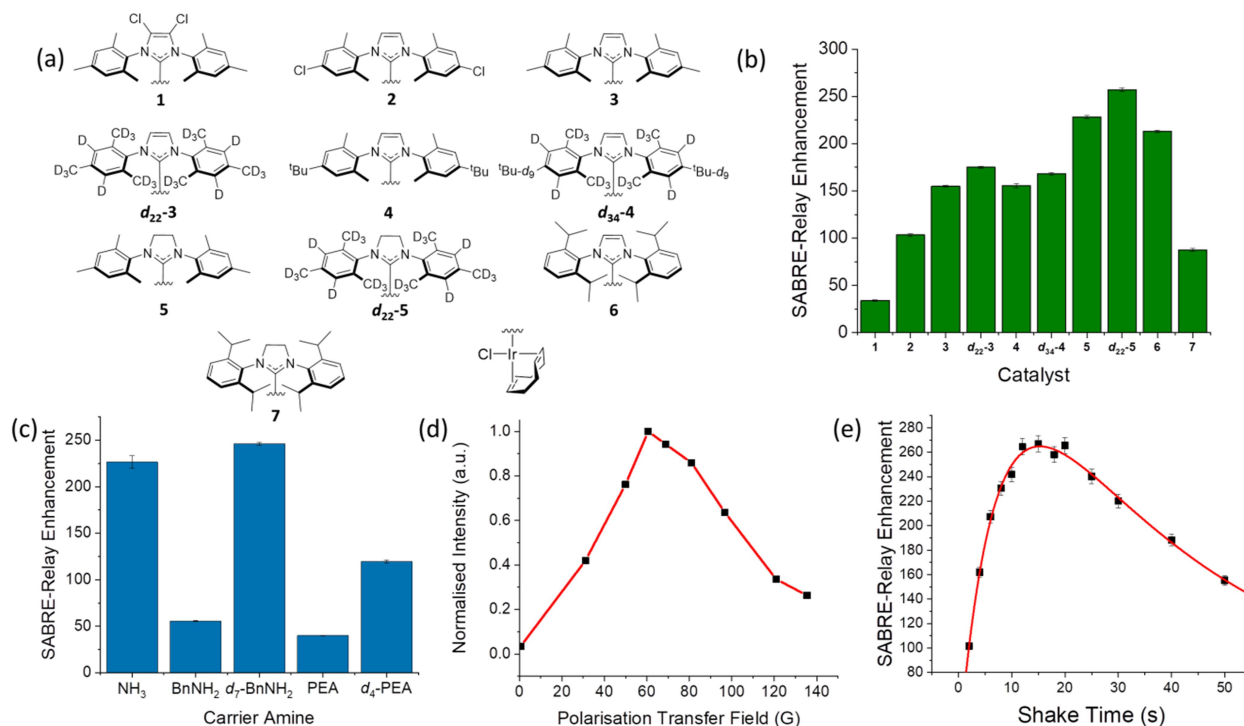 (a)
Cl Cl
N N
1
N N
Cl Cl
2
N N
3
D CD3 D3C D
D3C N N CD3
D CD3 D3C D
d22-3
N N
tBu tBu
4
D CD3 D3C D
tBu-d9 N N tBu-d9
D CD3 D3C D
d34-4
N N
5
D CD3 D3C D
D3C N N CD3
D CD3 D3C D
d22-5
N N
6
N N
7
Cl Ir
(b)
SABRE-Relay Enhancement
300
250
200
150
100
50
0
1 2 3 d22-3 4 d34-4 5 d22-5 6 7
Catalyst
(c)
SABRE-Relay Enhancement
250
200
150
100
50
0
NH3 BnNH2 d7-BnNH2 PEA d4-PEA
Carrier Amine
(d)
Normalised Intensity (a.u.)
1.0
0.8
0.6
0.4
0.2
0.0
0 20 40 60 80 100 120 140
Polarisation Transfer Field (G)
(e)
SABRE-Relay Enhancement
280
260
240
220
200
180
160
140
120
100
80
0 10 20 30 40 50
Shake Time (s)